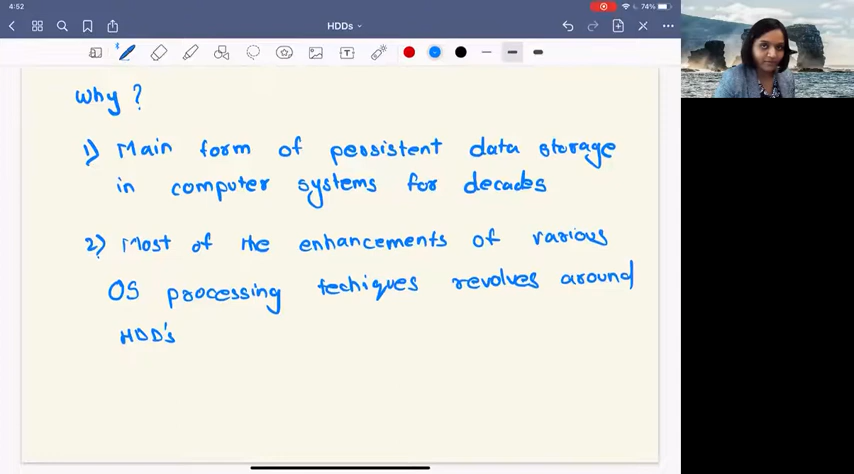 4:52
74%
HDDs
Why?
1) Main form of persistent data storage
in computer systems for decades
2) Most of the enhancements of various
OS processing techiques revolves around
HDD's